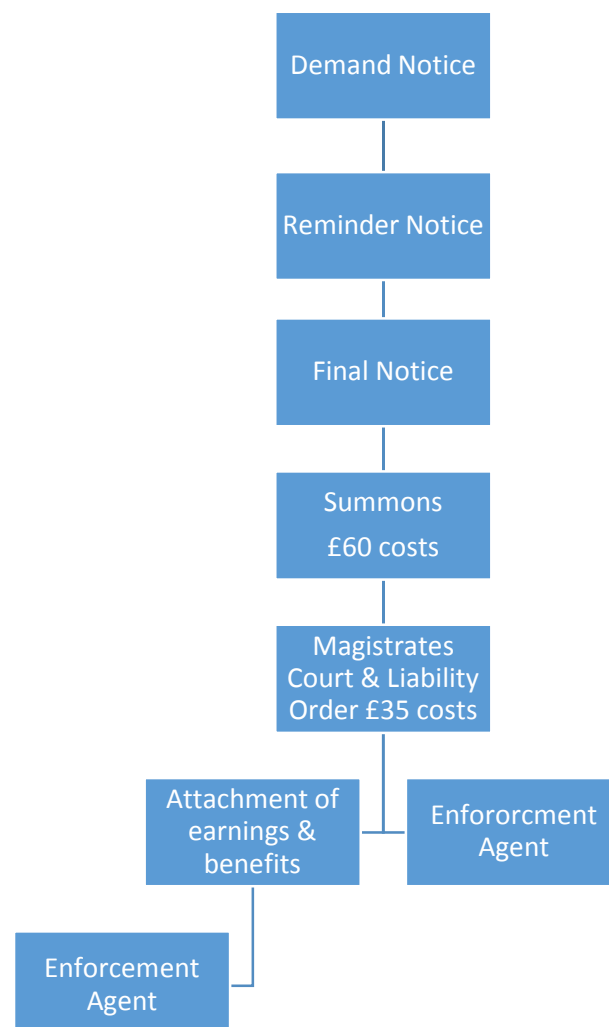 Demand Notice
Reminder Notice
Final Notice
Summons
£60 costs
Magistrates
Court & Liability
Order £35 costs
Attachment of
earnings &
benefits
Enfororcment
Agent
Enforcement
Agent